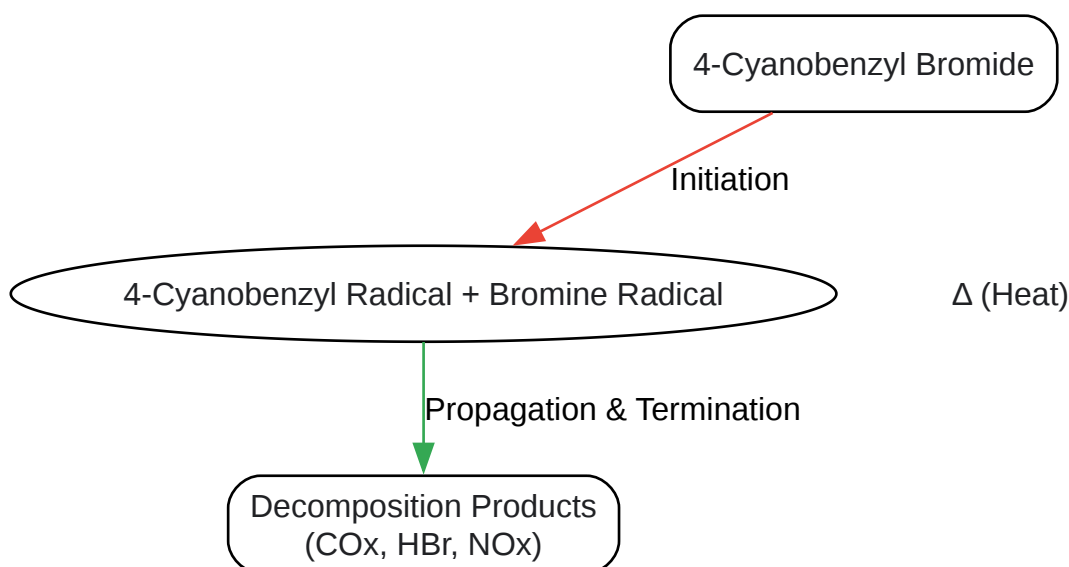 4-Cyanobenzyl Bromide
Initiation
4-Cyanobenzyl Radical + Bromine Radical
Δ (Heat)
Propagation & Termination
Decomposition Products
(COx, HBr, NOx)